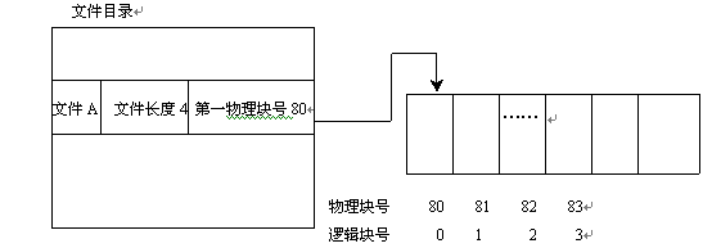 文件目录
文件 A 文件长度 4 第一物理块号 80
……
物理块号 80 81 82 83
逻辑块号 0 1 2 3